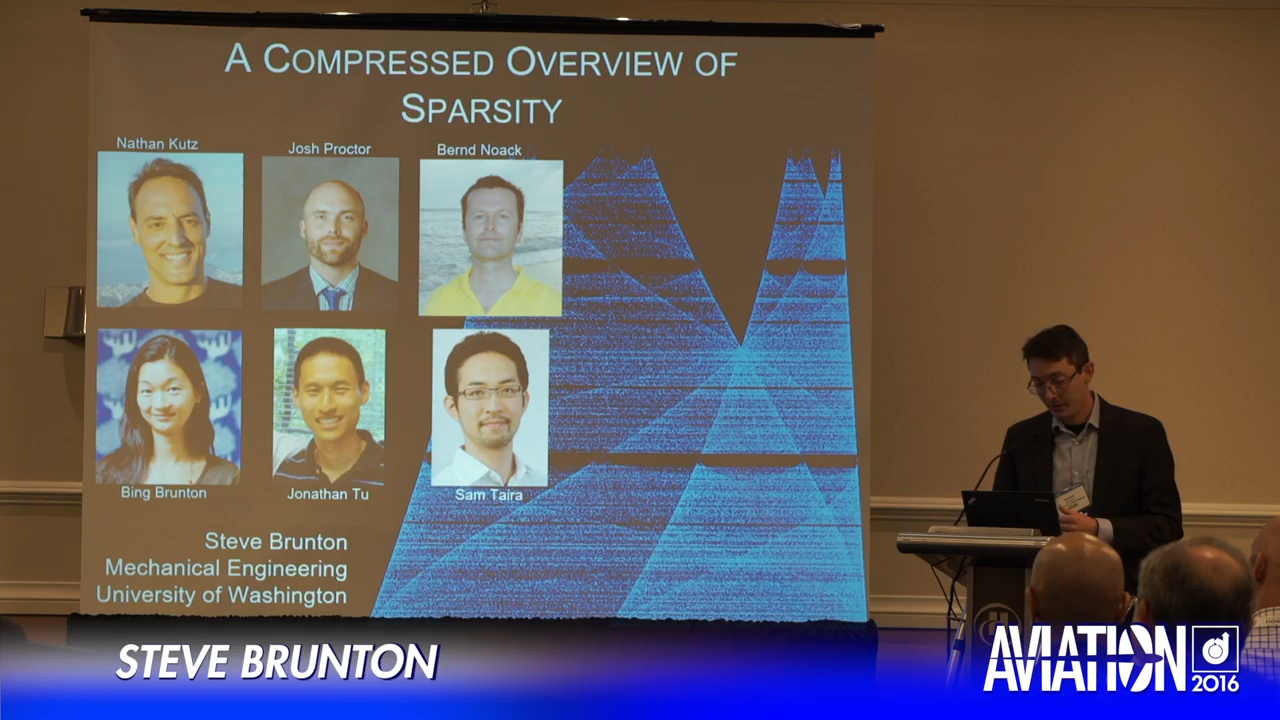 A COMPRESSED OVERVIEW OF
SPARSITY
Nathan Kutz
Josh Proctor
Bernd Noack
Bing Brunton
Jonathan Tu
Sam Taira
Steve Brunton
Mechanical Engineering
University of Washington
STEVE BRUNTON
AVIATION
2016